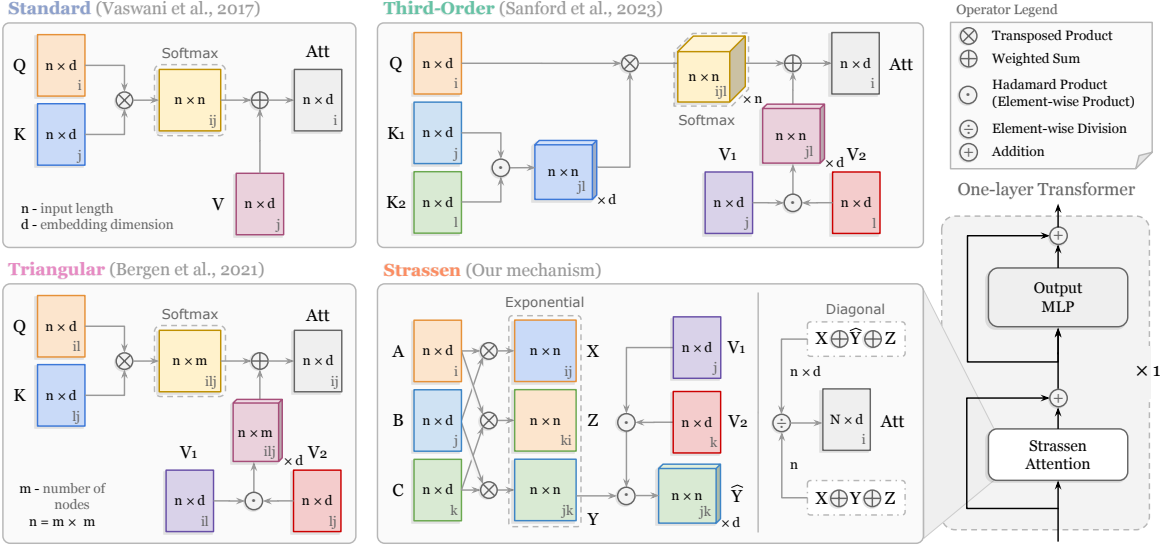 Standard (Vaswani et al., 2017)
Q
n × d
i
K
n × d
j
Softmax
n × n
ij
Att
n × d
i
V
n × d
j
n - input length
d - embedding dimension
Third-Order (Sanford et al., 2023)
Q
n × d
i
K1
n × d
j
K2
n × d
l
n × n
jl
× d
n × n
ijl
× n
Softmax
n × d
i
Att
n × n
jl
× d
V1
n × d
j
V2
n × d
l
Operator Legend
Transposed Product
Weighted Sum
Hadamard Product
(Element-wise Product)
Element-wise Division
Addition
Triangular (Bergen et al., 2021)
Q
n × d
il
K
n × d
lj
Softmax
n × m
ilj
Att
n × d
ij
n × m
ilj
× d
V1
n × d
il
V2
n × d
lj
m - number of
nodes
n = m × m
Strassen (Our mechanism)
A
n × d
i
B
n × d
j
C
n × d
k
Exponential
n × n
ij
X
n × n
ki
Z
n × n
jk
Y
n × d
j
V1
n × d
k
V2
n × n
jk
Ŷ
× d
Diagonal
X ⊕ Ŷ ⊕ Z
n × d
÷
N × d
i
Att
n
X ⊕ Y ⊕ Z
One-layer Transformer
+
Output
MLP
× 1
+
Strassen
Attention